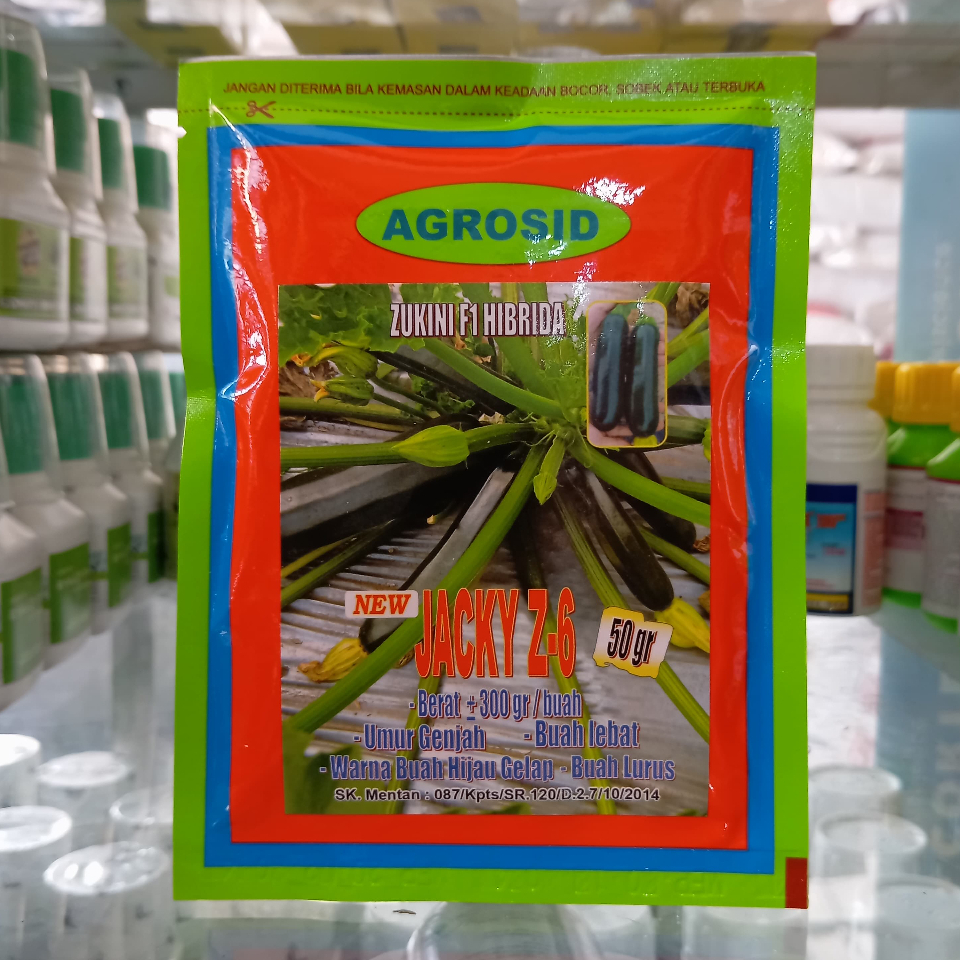 JANGAN DITERIMA BILA KEMASAN DALAM KEADAAN BOCOR, SOBEK ATAU TERBUKA
AGROSID
ZUKINI F1 HIBRIDA
NEW JACKY Z-6 50 gr
- Berat ± 300 gr / buah
- Umur Genjah - Buah lebat
- Warna Buah Hijau Gelap - Buah Lurus
SK. Mentan : 087/Kpts/SR.120/D.2.7/10/2014